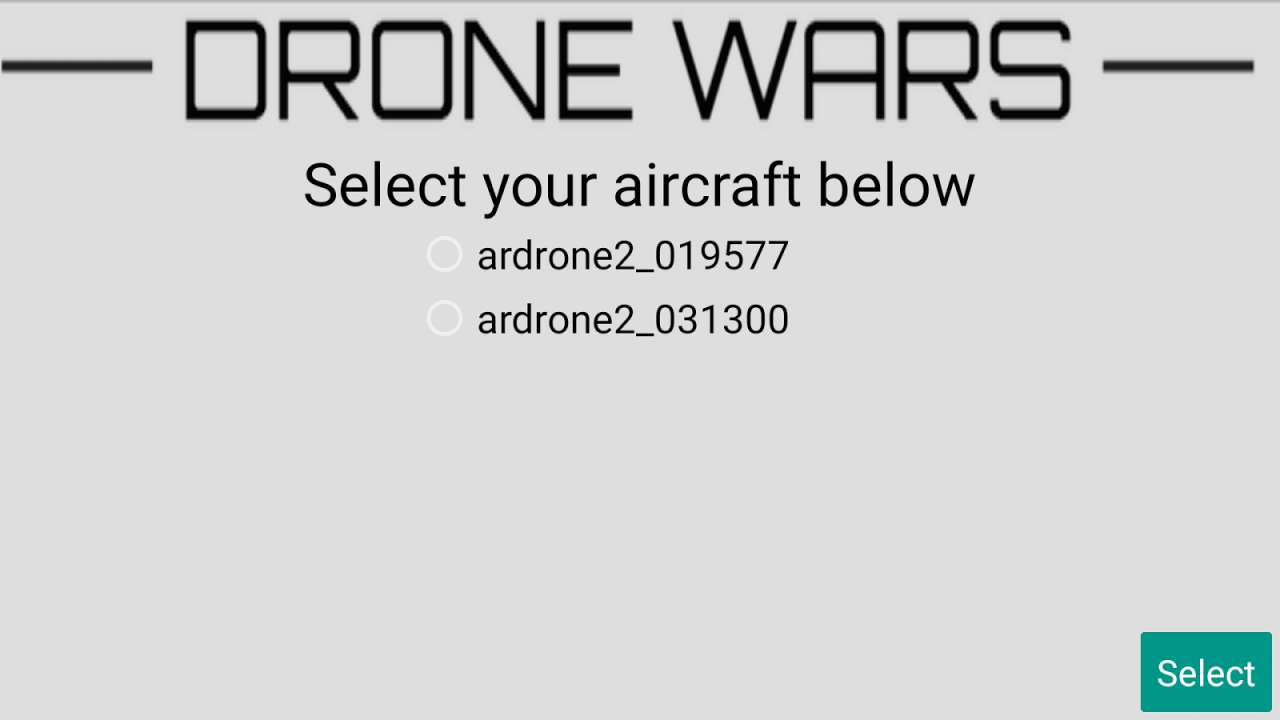 DRONE WARS
Select your aircraft below
ardrone2_019577
ardrone2_031300
Select